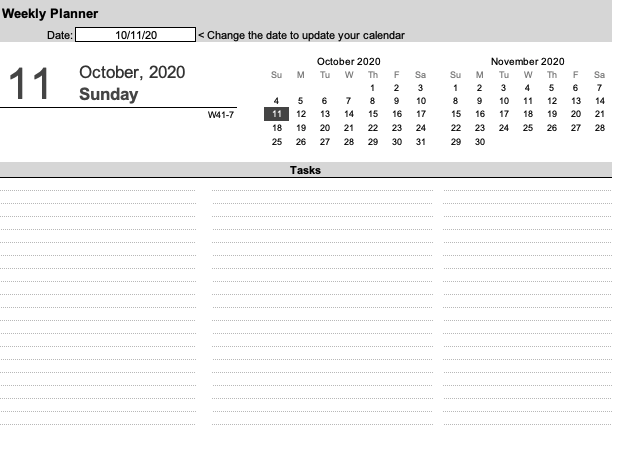 Weekly Planner
Date: 10/11/20 < Change the date to update your calendar
11 October, 2020
Sunday
W41-7
October 2020
Su M Tu W Th F Sa
1 2 3
4 5 6 7 8 9 10
11 12 13 14 15 16 17
18 19 20 21 22 23 24
25 26 27 28 29 30 31
November 2020
Su M Tu W Th F Sa
1 2 3 4 5 6 7
8 9 10 11 12 13 14
15 16 17 18 19 20 21
22 23 24 25 26 27 28
29 30
Tasks